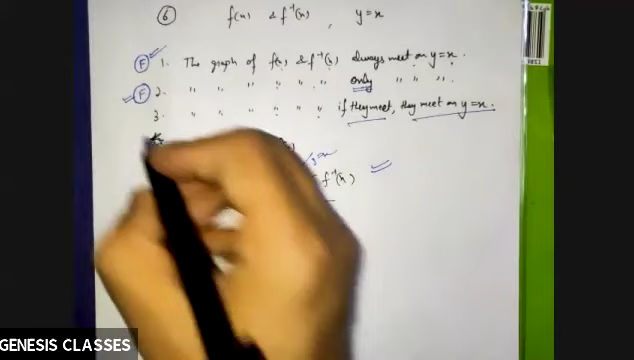 ⑥ f(x) & f⁻¹(x) , y=x
Ⓕ 1. The graph of f(x) & f⁻¹(x) always meet on y=x.
Ⓕ 2. " " " " " " only " " ".
3. " " " " " " if they meet, they meet on y=x.
y=x
f⁻¹(x)
GENESIS CLASSES